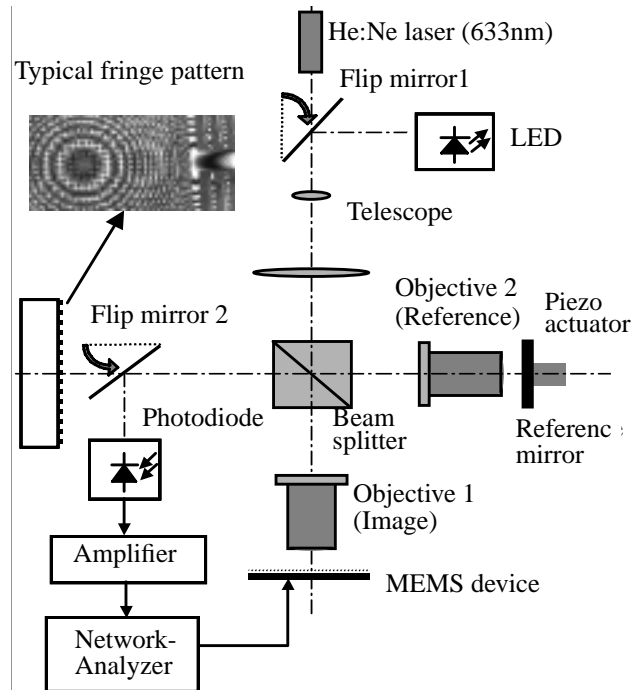 He:Ne laser (633nm)
Typical fringe pattern
Flip mirror1
LED
Telescope
Flip mirror 2
Objective 2
(Reference)
Piezo
actuator
Photodiode
Beam
splitter
Referenc
mirror
Objective 1
(Image)
Amplifier
MEMS device
Network-
Analyzer